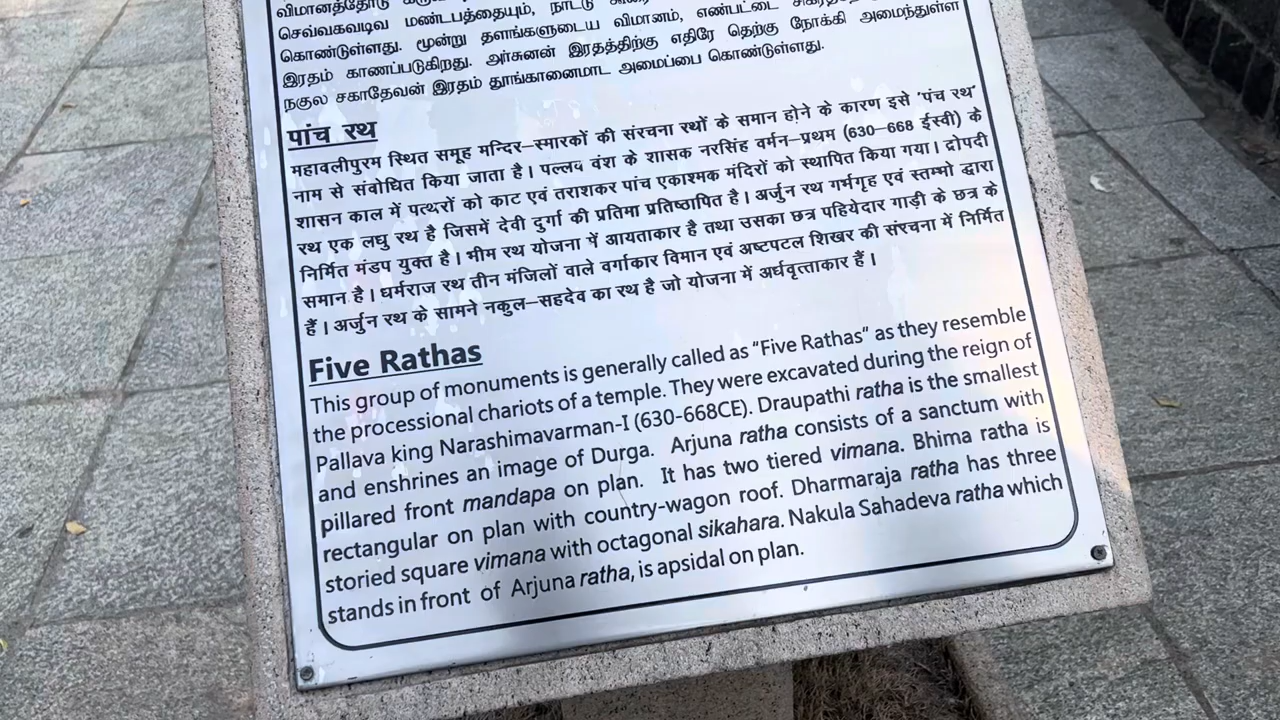 விமானத்தோடு
செவ்வகவடிவ மண்டபத்தையும், நாட்டு
கொண்டுள்ளது. மூன்று தளங்களுடைய விமானம், எண்பட்டை
இரதம் காணப்படுகிறது. அர்சுனன் இரதத்திற்கு எதிரே தெற்கு நோக்கி அமைந்துள்ள
நகுல சகாதேவன் இரதம் தூங்கானைமாட அமைப்பை கொண்டுள்ளது.
पांच रथ
महावलीपुरम स्थित समूह मन्दिर–स्मारकों की संरचना रथों के समान होने के कारण इसे 'पंच रथ'
नाम से संवोधित किया जाता है। पल्लव वंश के शासक नरसिंह वर्मन–प्रथम (630–668 ईस्वी) के
शासन काल में पत्थरों को काट एवं तराशकर पांच एकाश्मक मंदिरों को स्थापित किया गया। द्रोपदी
रथ एक लघु रथ है जिसमें देवी दुर्गा की प्रतिमा प्रतिष्ठापित है। अर्जुन रथ गर्भगृह एवं स्तम्भो द्धारा
निर्मित मंडप युक्त है। भीम रथ योजना में आयताकार है तथा उसका छत्र पहियेदार गाड़ी के छत्र के
समान है। धर्मराज रथ तीन मंजिलों वाले वर्गाकार विमान एवं अष्टपटल शिखर की संरचना में निर्मित
हैं। अर्जुन रथ के सामने नकुल–सहदेव का रथ है जो योजना में अर्धवृत्ताकार हैं।
Five Rathas
This group of monuments is generally called as "Five Rathas" as they resemble
the processional chariots of a temple. They were excavated during the reign of
Pallava king Narashimavarman-I (630-668CE). Draupathi ratha is the smallest
and enshrines an image of Durga. Arjuna ratha consists of a sanctum with
pillared front mandapa on plan. It has two tiered vimana. Bhima ratha is
rectangular on plan with country-wagon roof. Dharmaraja ratha has three
storied square vimana with octagonal sikahara. Nakula Sahadeva ratha which
stands in front of Arjuna ratha, is apsidal on plan.